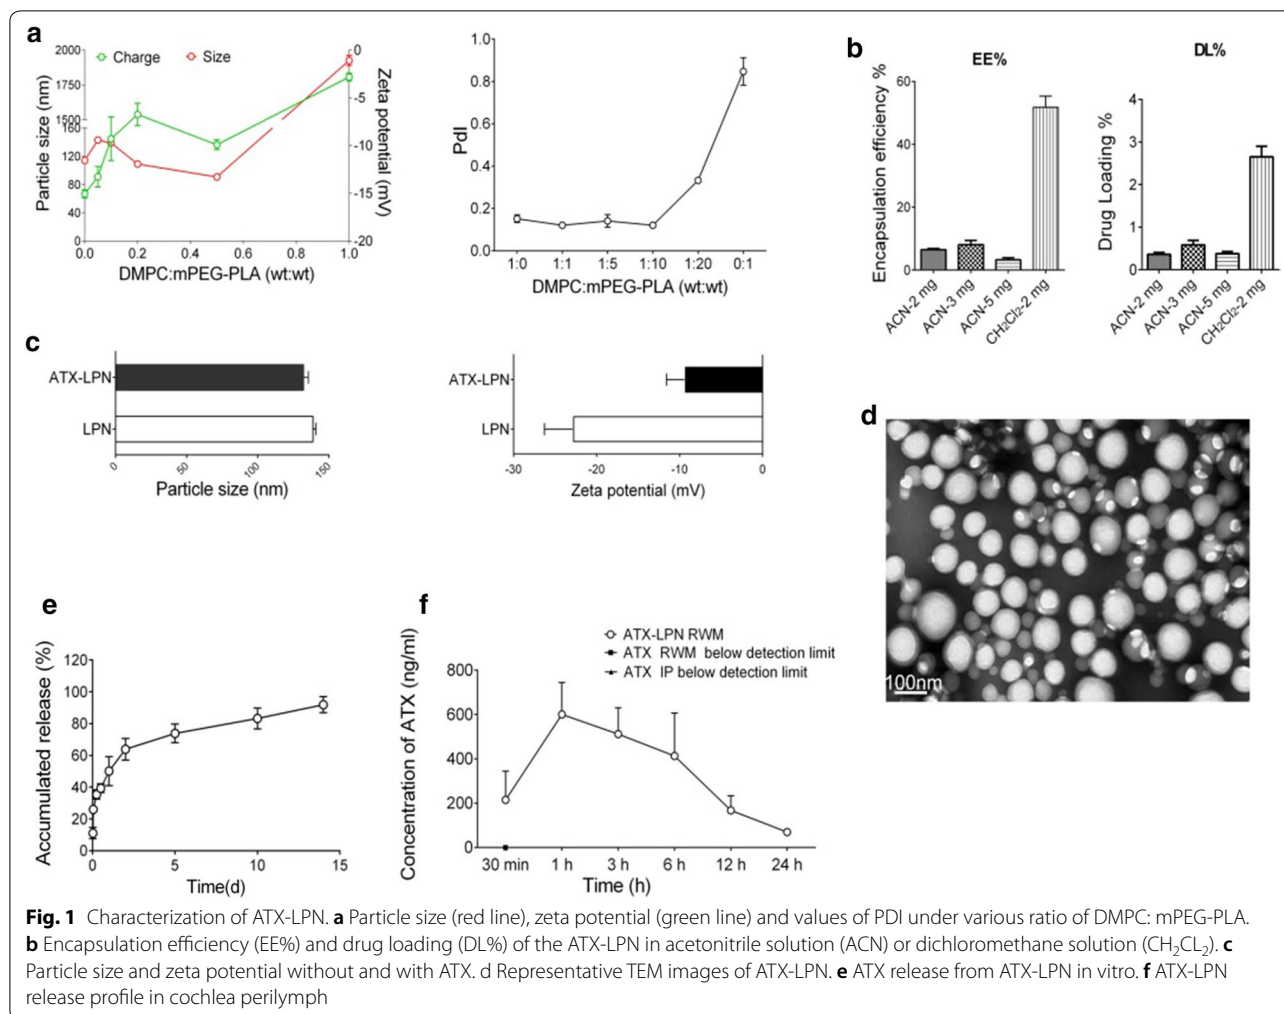 a
Charge
Size
2000
1750
1500
160
120
80
40
0
Particle size (nm)
0
-5
-10
-15
-20
Zeta potential (mV)
0.0 0.2 0.4 0.6 0.8 1.0
DMPC:mPEG-PLA (wt:wt)
PdI
1.0
0.8
0.6
0.4
0.2
0.0
1:0 1:1 1:5 1:10 1:20 0:1
DMPC:mPEG-PLA (wt:wt)
b
EE%
Encapsulation efficiency %
60
40
20
0
ACN-2 mg
ACN-3 mg
ACN-5 mg
CH₂Cl₂-2 mg
DL%
Drug Loading %
4
3
2
1
0
ACN-2 mg
ACN-3 mg
ACN-5 mg
CH₂Cl₂-2 mg
c
ATX-LPN
LPN
0 50 100 150
Particle size (nm)
ATX-LPN
LPN
-30 -20 -10 0
Zeta potential (mV)
d
100nm
e
Accumulated release (%)
120
100
80
60
40
20
0
0 5 10 15
Time(d)
f
ATX-LPN RWM
ATX RWM below detection limit
ATX IP below detection limit
Concentration of ATX (ng/ml)
800
600
400
200
0
30 min 1 h 3 h 6 h 12 h 24 h
Time (h)
Fig. 1 Characterization of ATX-LPN. a Particle size (red line), zeta potential (green line) and values of PDI under various ratio of DMPC: mPEG-PLA.
b Encapsulation efficiency (EE%) and drug loading (DL%) of the ATX-LPN in acetonitrile solution (ACN) or dichloromethane solution (CH₂CL₂). c
Particle size and zeta potential without and with ATX. d Representative TEM images of ATX-LPN. e ATX release from ATX-LPN in vitro. f ATX-LPN
release profile in cochlea perilymph